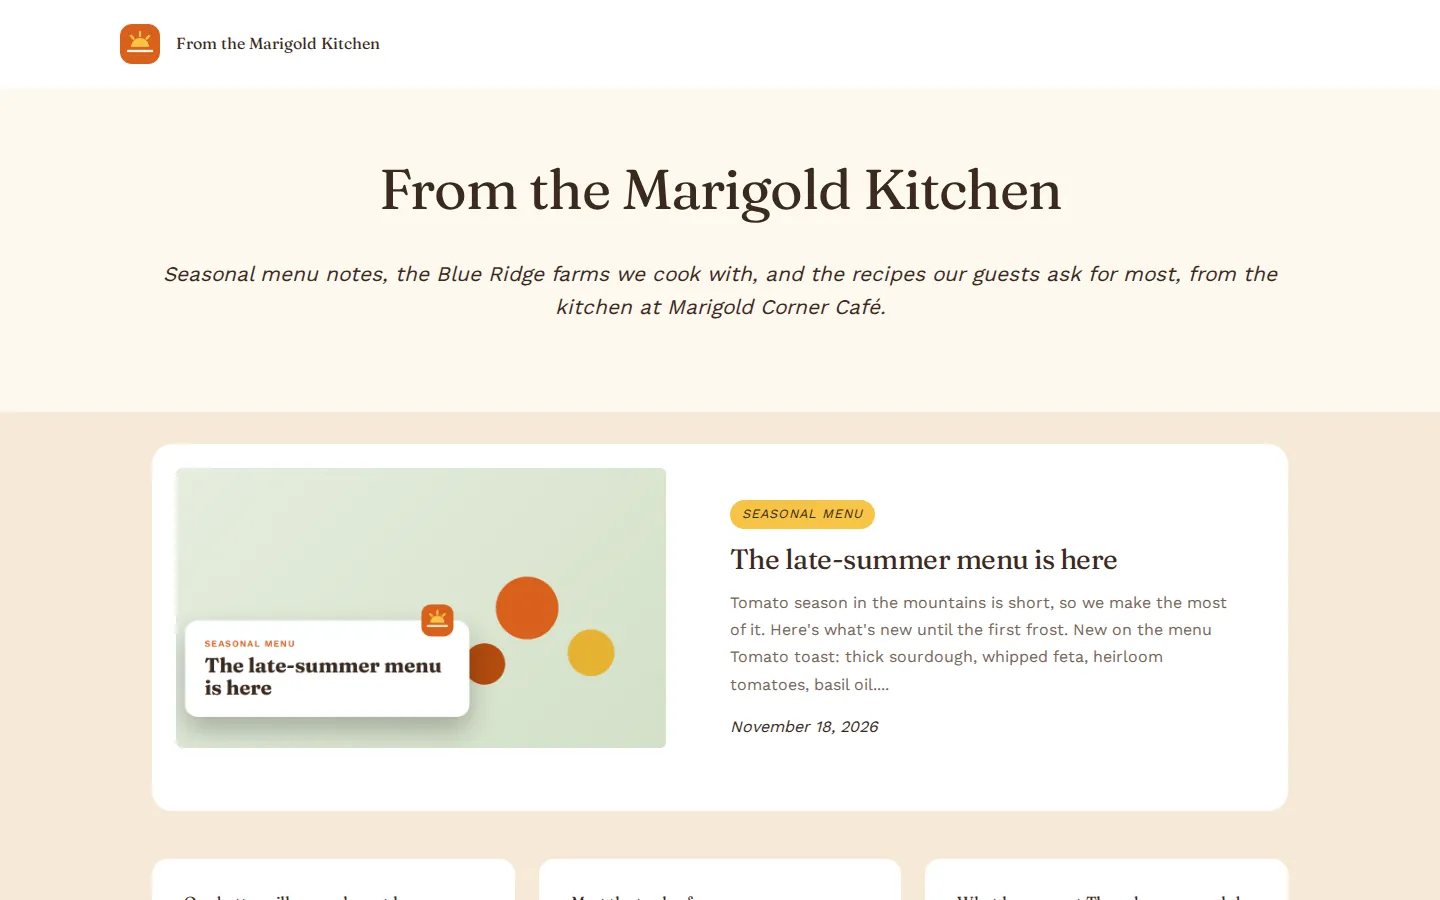 From the Marigold Kitchen
From the Marigold Kitchen
Seasonal menu notes, the Blue Ridge farms we cook with, and the recipes our guests ask for most, from the
kitchen at Marigold Corner Café.
SEASONAL MENU
The late-summer menu
is here
SEASONAL MENU
The late-summer menu is here
Tomato season in the mountains is short, so we make the most
of it. Here's what's new until the first frost. New on the menu
Tomato toast: thick sourdough, whipped feta, heirloom
tomatoes, basil oil....
November 18, 2026